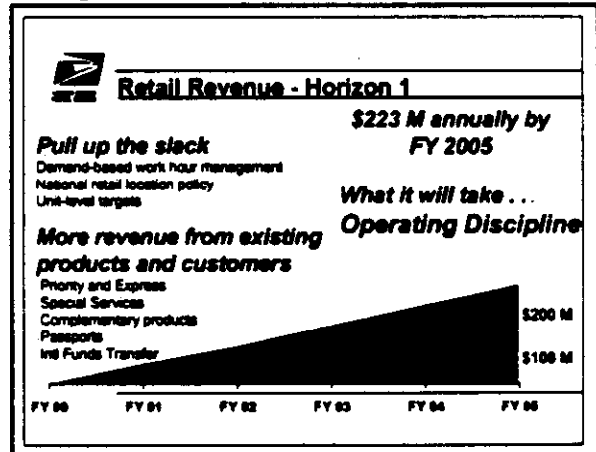 Retail Revenue - Horizon 1
$223 M annually by
FY 2005
Pull up the slack
Demand-based work hour management
National retail location policy
Unit-level targets
What it will take . . .
Operating Discipline
More revenue from existing
products and customers
Priority and Express
Special Services
Complementary products
Passports
Intl Funds Transfer
$200 M
$108 M
FY 00
FY 01
FY 02
FY 03
FY 04
FY 05